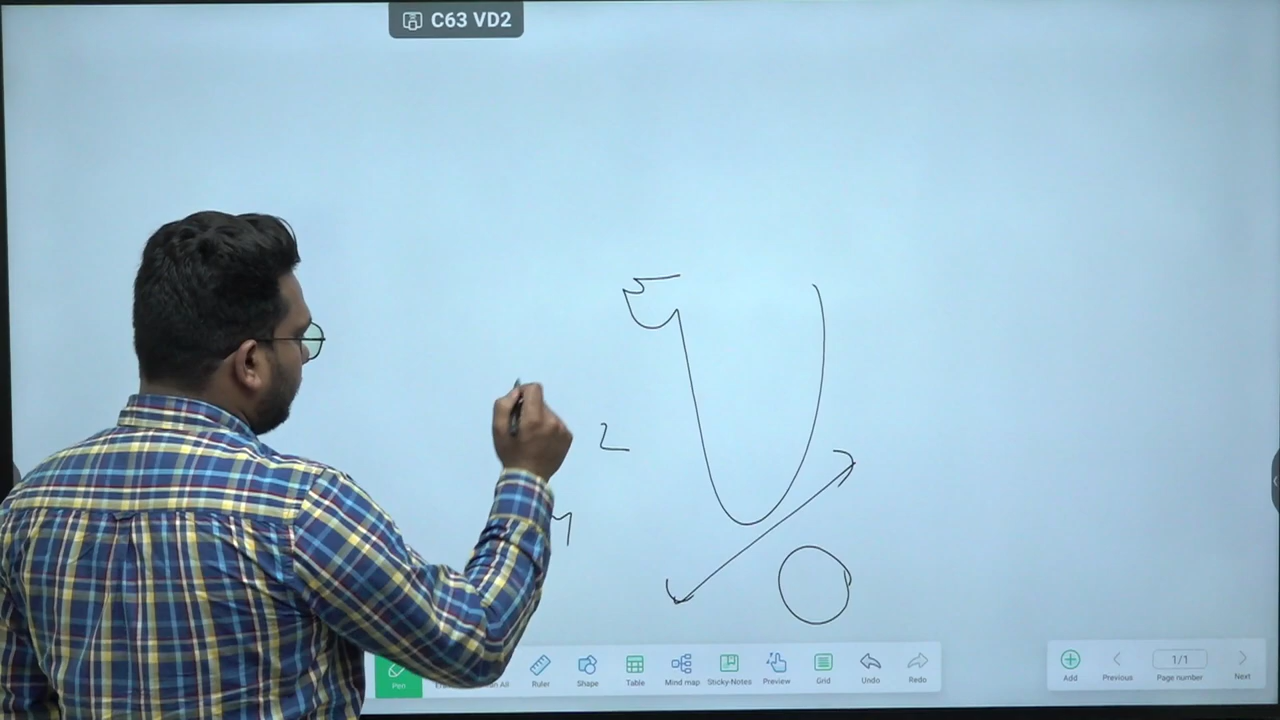 C63 VD2
2
Pen
Ruler
Shape
Table
Mind map
Sticky-Notes
Preview
Grid
Undo
Redo
Add
Previous
1/1
Page number
Next